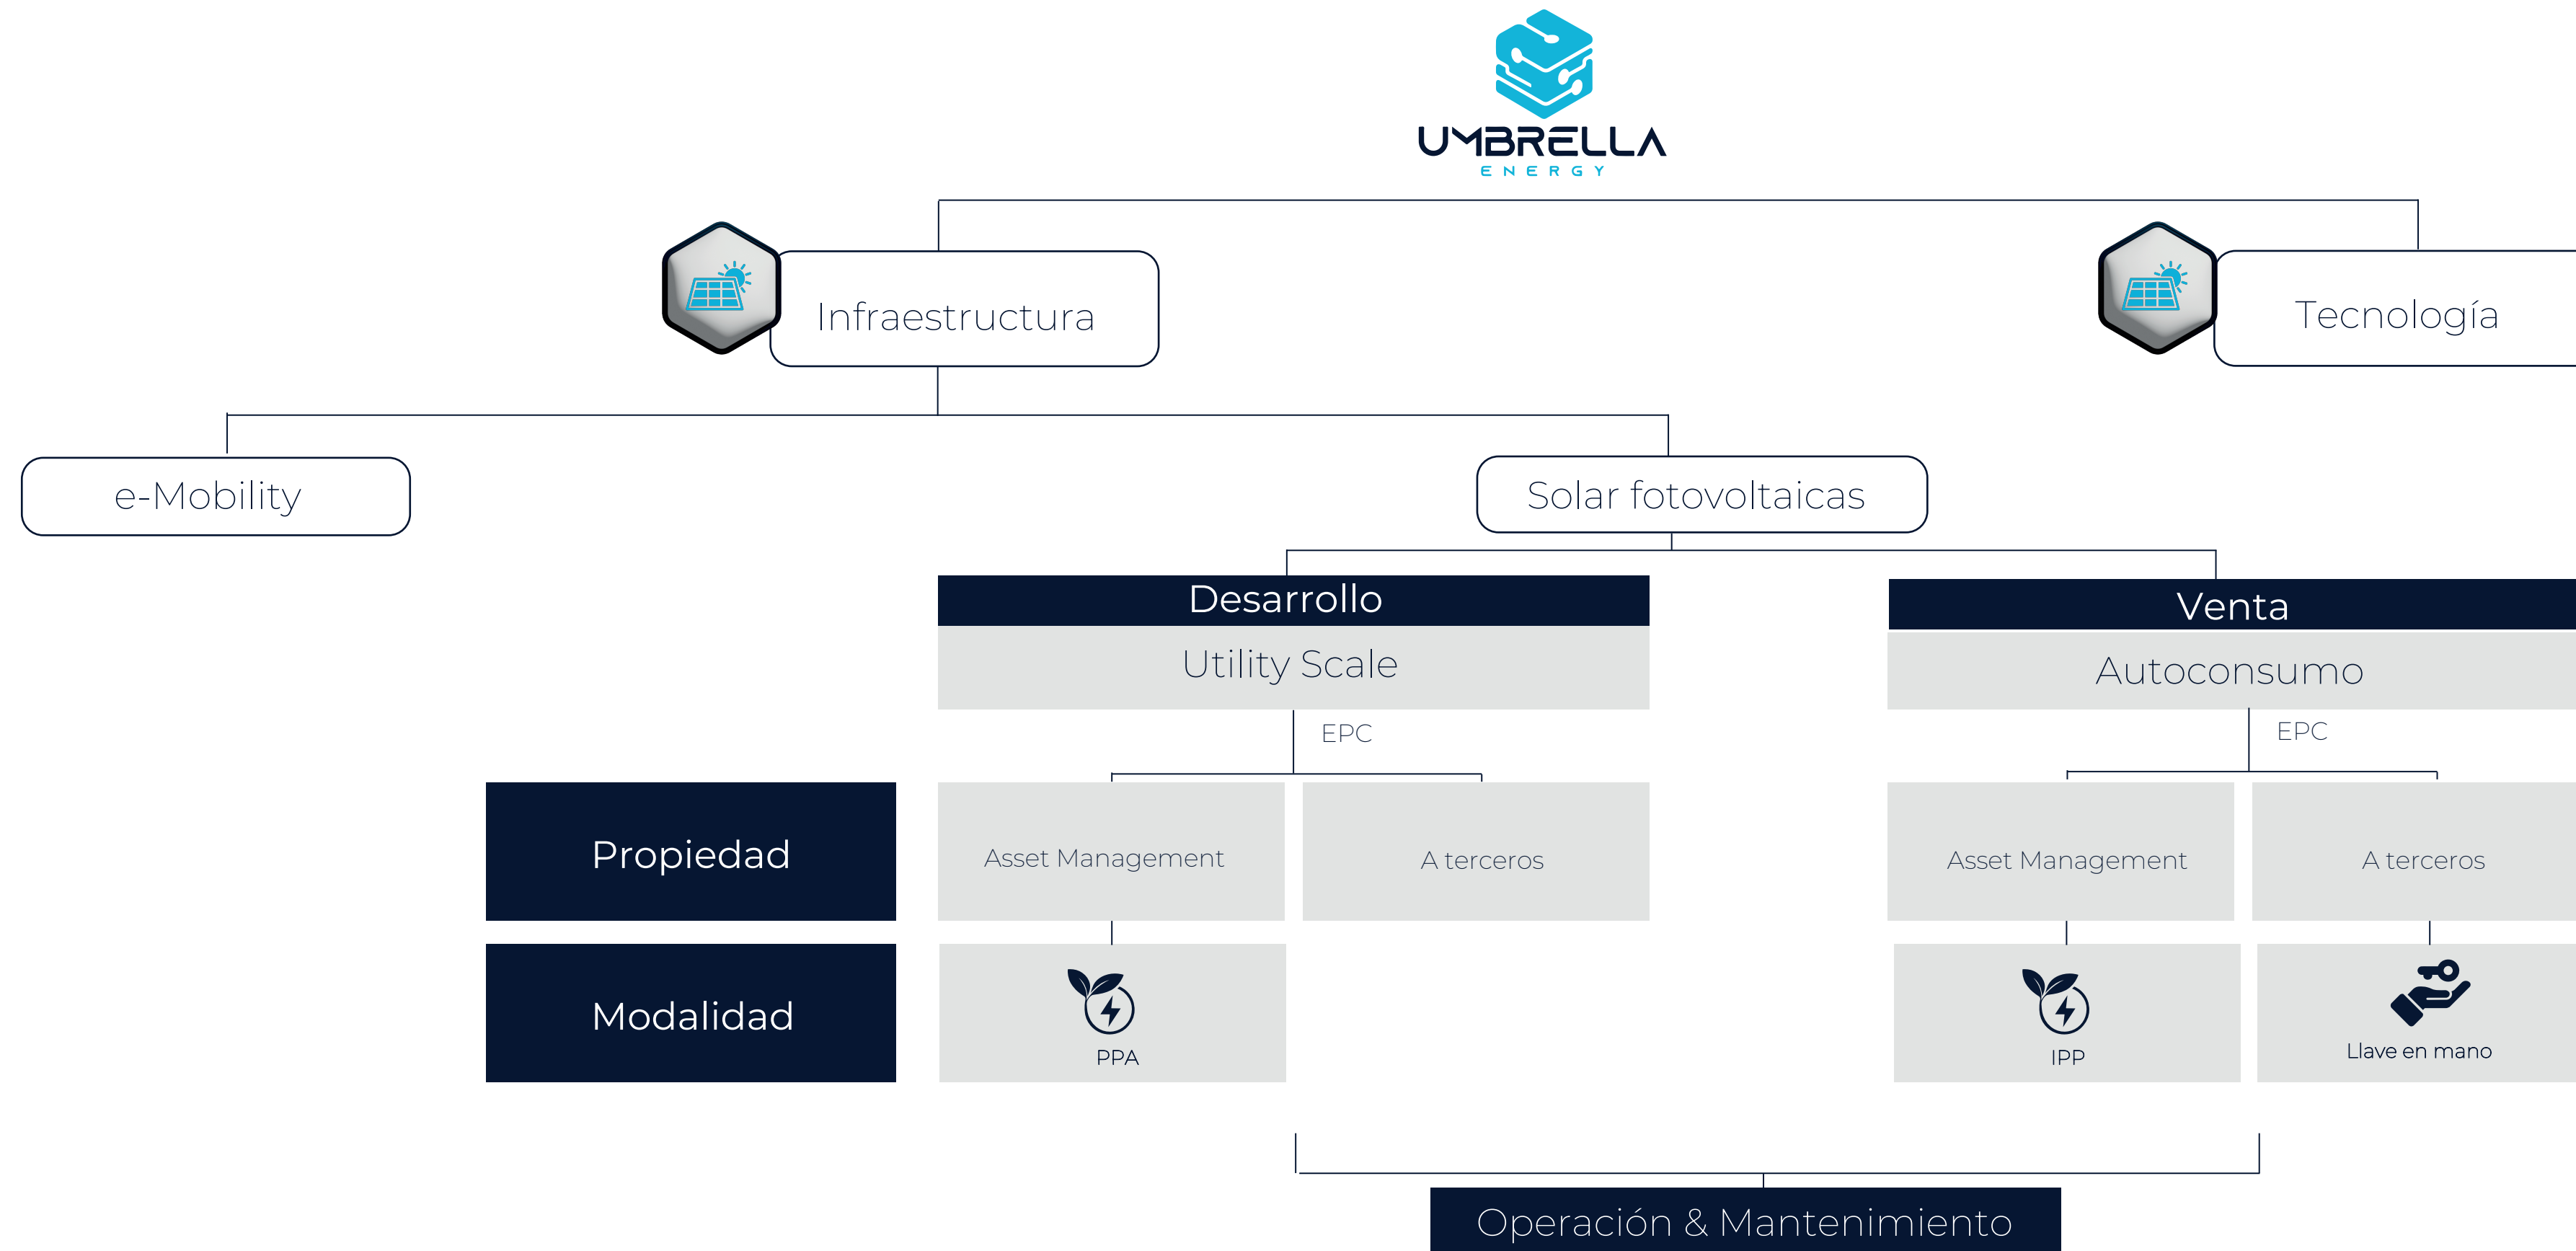 UMBRELLA
ENERGY
Infraestructura
Tecnología
e-Mobility
Solar fotovoltaicas
Desarrollo
Venta
Utility Scale
Autoconsumo
EPC
EPC
Propiedad
Asset Management
A terceros
Asset Management
A terceros
Modalidad
PPA
IPP
Llave en mano
Operación & Mantenimiento